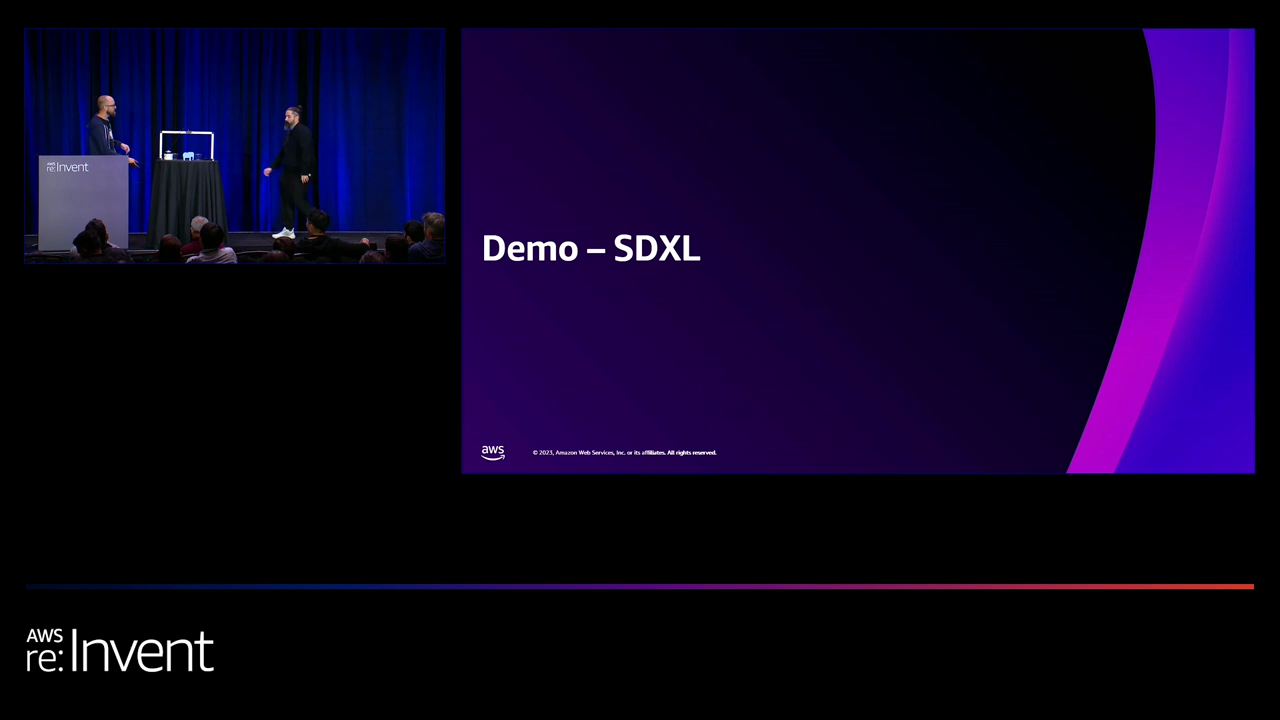 AWS
re:Invent
Demo – SDXL
aws
© 2023, Amazon Web Services, Inc. or its affiliates. All rights reserved.
AWS
re:Invent